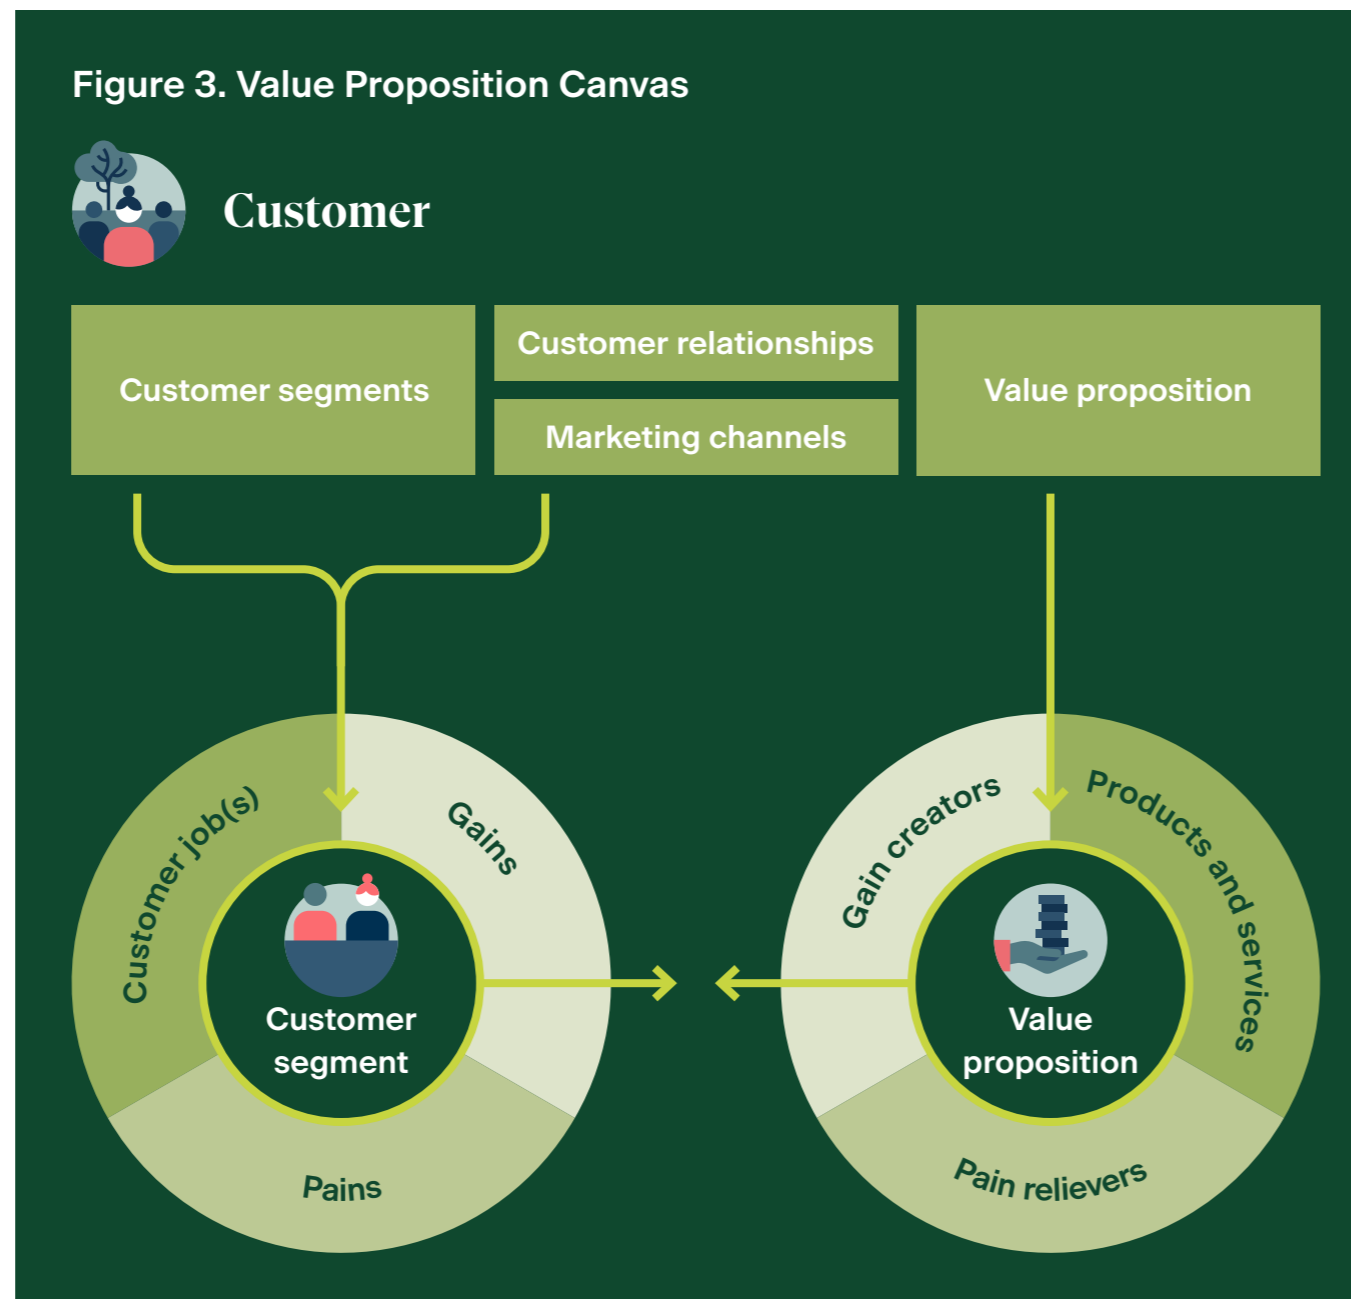 Figure 3. Value Proposition Canvas
Customer
Customer segments
Customer relationships
Marketing channels
Value proposition
Customer job(s)
Gains
Pains
Customer
segment
Gain creators
Products and services
Pain relievers
Value
proposition